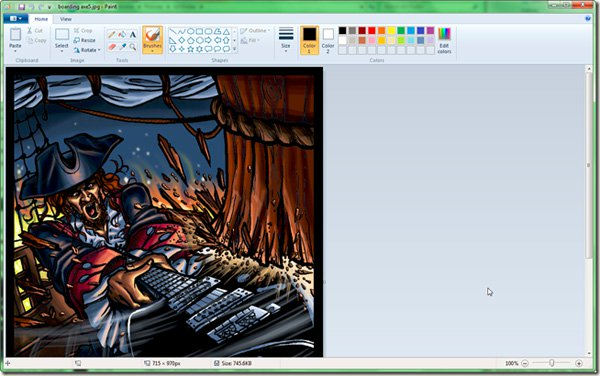 boarding axe5.jpg - Paint
Home View
Paste
Cut
Copy
Clipboard
Select
Crop
Resize
Rotate
Image
Tools
Brushes
Shapes
Outline
Fill
Size
Color 1
Color 2
Edit colors
Colors
715 × 970px
Size: 745.6KB
100%